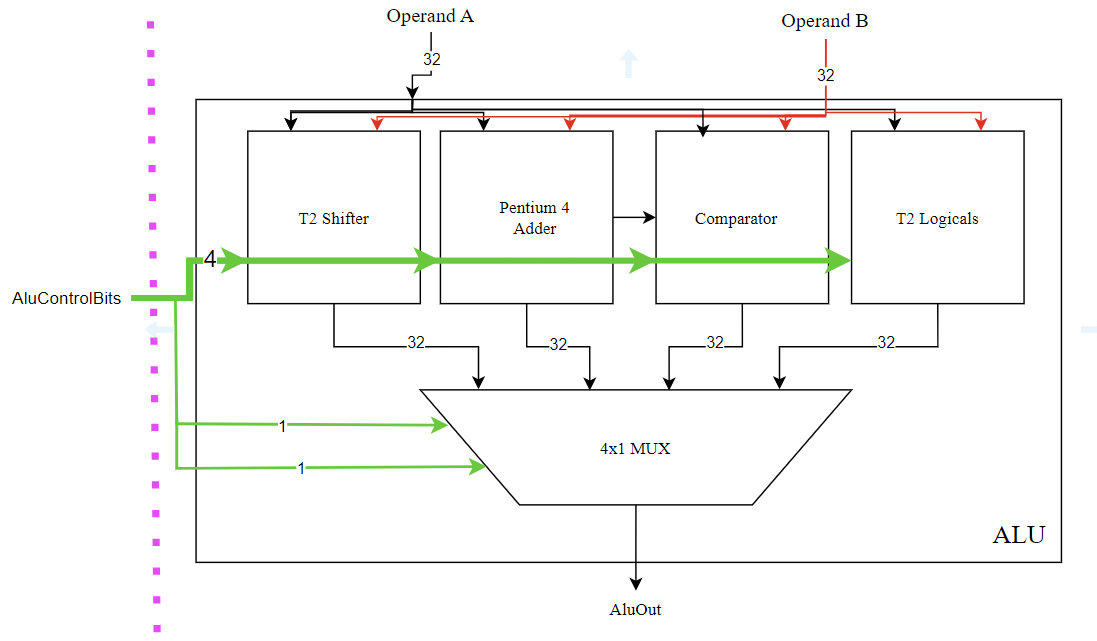 Operand A
Operand B
32
32
T2 Shifter
Pentium 4
Adder
Comparator
T2 Logicals
4
AluControlBits
32
32
32
32
1
1
4x1 MUX
ALU
AluOut